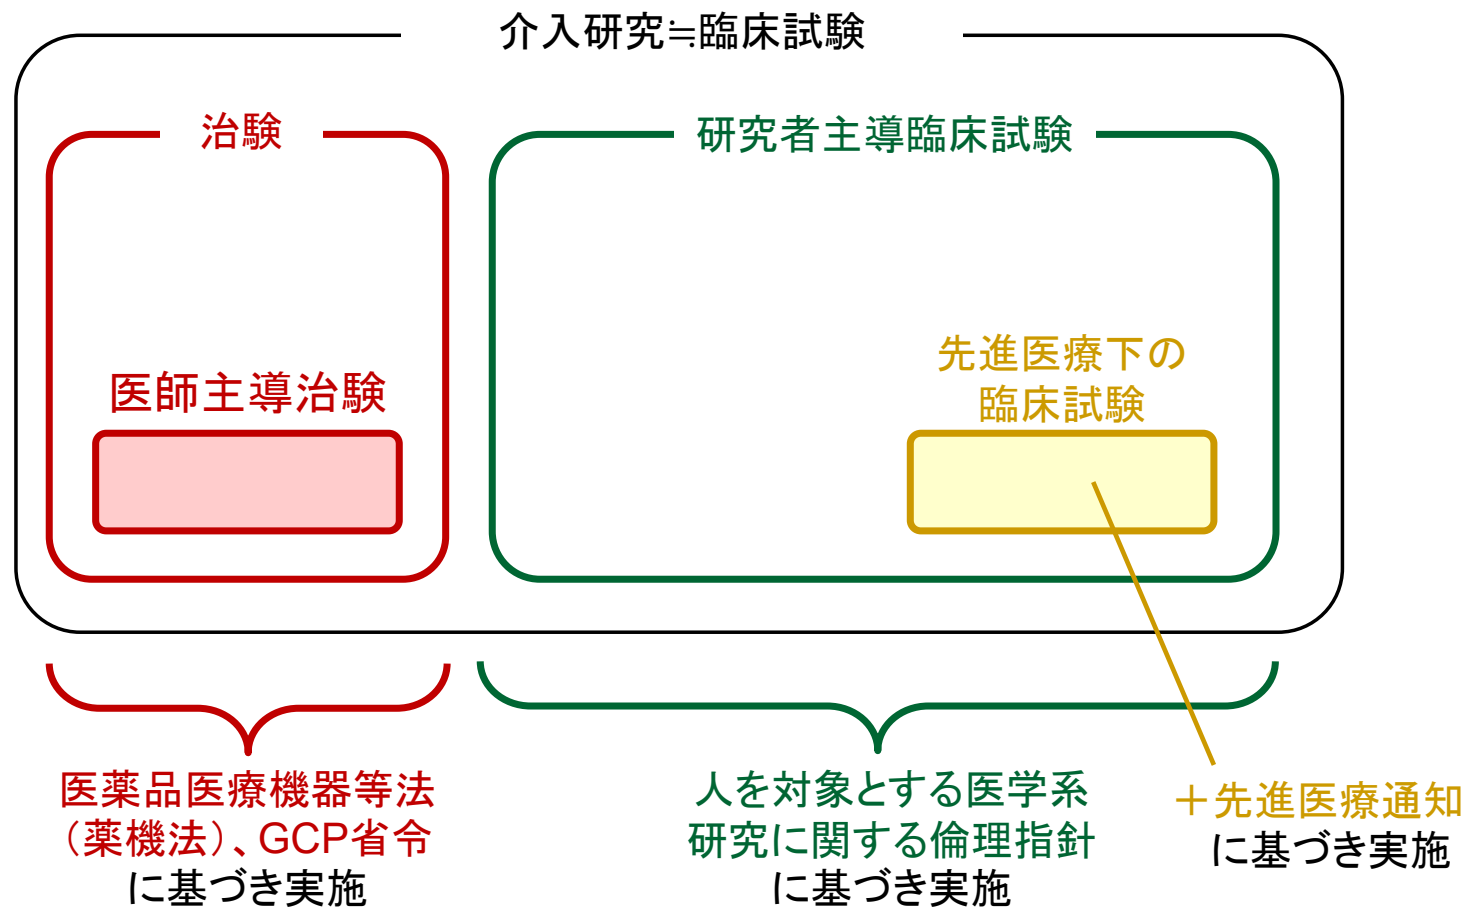 介入研究≒臨床試験
治験
研究者主導臨床試験
医師主導治験
先進医療下の
臨床試験
医薬品医療機器等法
（薬機法）、GCP省令
に基づき実施
人を対象とする医学系
研究に関する倫理指針
に基づき実施
＋先進医療通知
に基づき実施